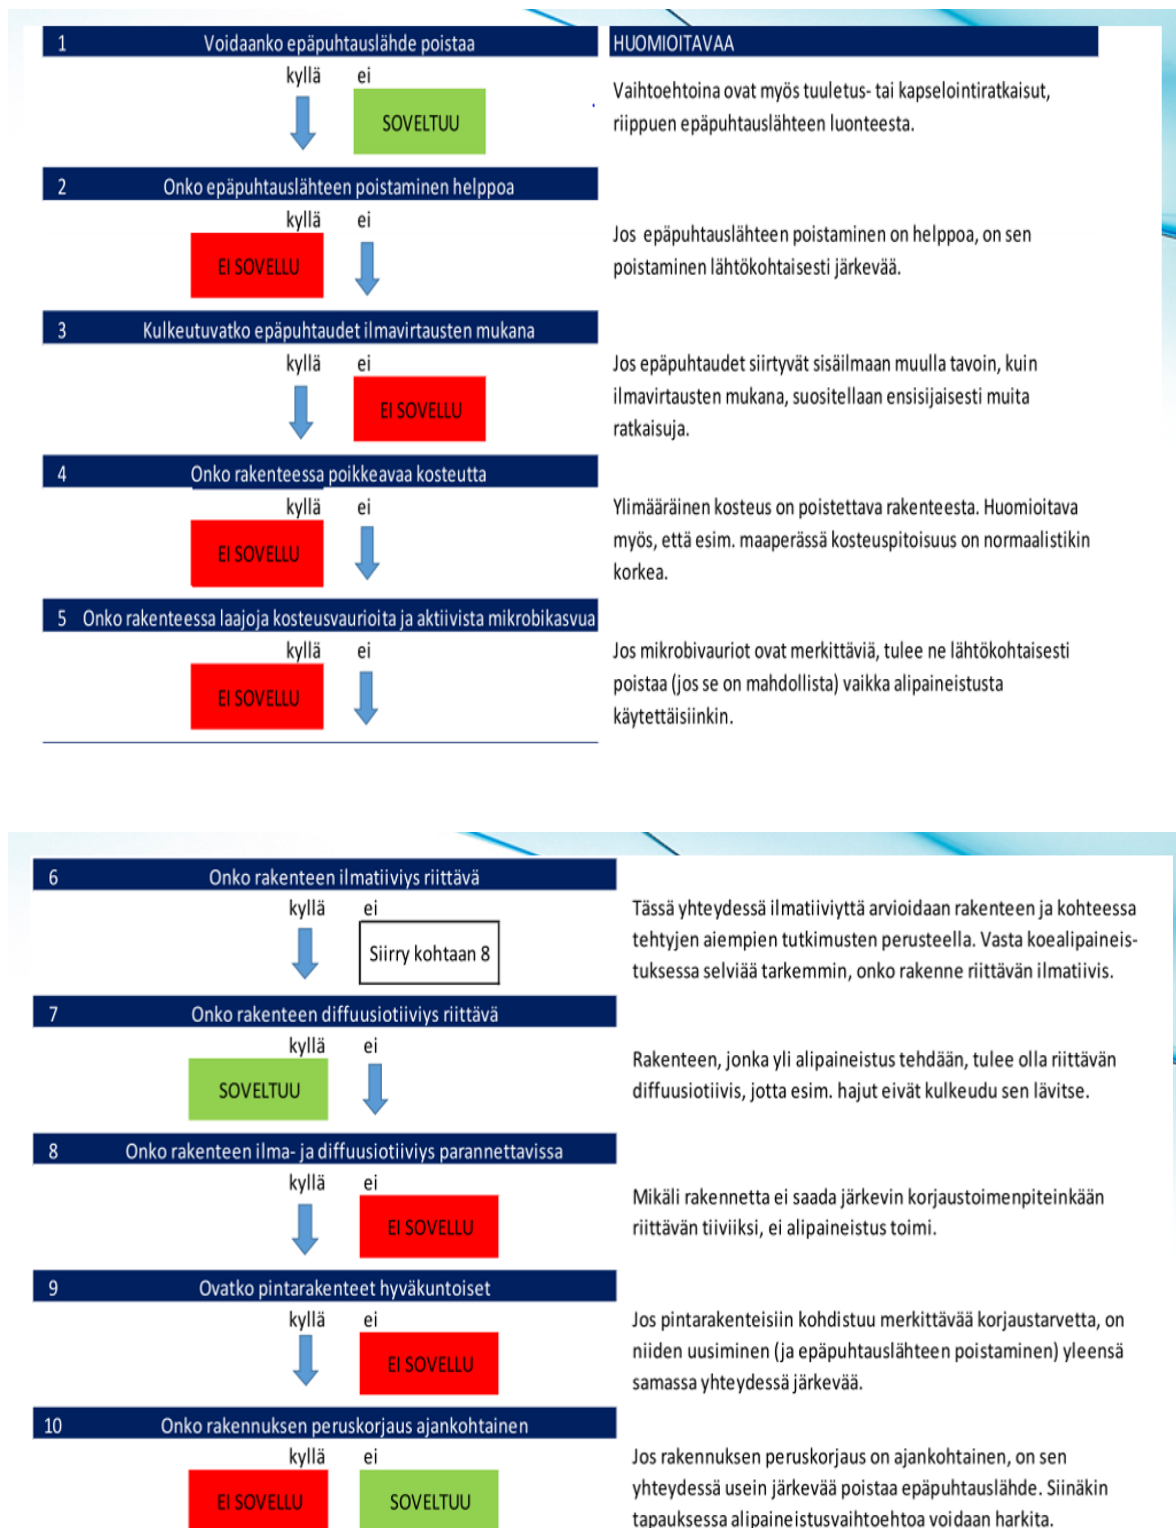 1 Voidaanko epäpuhtauslähde poistaa
HUOMIOITAVAA
kyllä ei
SOVELTUU
Vaihtoehtoina ovat myös tuuletus- tai kapselointiratkaisut,
riippuen epäpuhtauslähteen luonteesta.
2 Onko epäpuhtauslähteen poistaminen helppoa
kyllä ei
EI SOVELLU
Jos epäpuhtauslähteen poistaminen on helppoa, on sen
poistaminen lähtökohtaisesti järkevää.
3 Kulkeutuvatko epäpuhtaudet ilmavirtausten mukana
kyllä ei
EI SOVELLU
Jos epäpuhtaudet siirtyvät sisäilmaan muulla tavoin, kuin
ilmavirtausten mukana, suositellaan ensisijaisesti muita
ratkaisuja.
4 Onko rakenteessa poikkeavaa kosteutta
kyllä ei
EI SOVELLU
Ylimääräinen kosteus on poistettava rakenteesta. Huomioitava
myös, että esim. maaperässä kosteuspitoisuus on normaalistikin
korkea.
5 Onko rakenteessa laajoja kosteusvaurioita ja aktiivista mikrobikasvua
kyllä ei
EI SOVELLU
Jos mikrobivauriot ovat merkittäviä, tulee ne lähtökohtaisesti
poistaa (jos se on mahdollista) vaikka alipaineistusta
käytettäisiinkin.
6 Onko rakenteen ilmatiiviys riittävä
kyllä ei
Siirry kohtaan 8
Tässä yhteydessä ilmatiiviyttä arvioidaan rakenteen ja kohteessa
tehtyjen aiempien tutkimusten perusteella. Vasta koealipaineis-
tuksessa selviää tarkemmin, onko rakenne riittävän ilmatiivis.
7 Onko rakenteen diffuusiotiiviys riittävä
kyllä ei
SOVELTUU
Rakenteen, jonka yli alipaineistus tehdään, tulee olla riittävän
diffuusiotiivis, jotta esim. hajut eivät kulkeudu sen lävitse.
8 Onko rakenteen ilma- ja diffuusiotiiviys parannettavissa
kyllä ei
EI SOVELLU
Mikäli rakennetta ei saada järkevin korjaustoimenpiteinkään
riittävän tiiviiksi, ei alipaineistus toimi.
9 Ovatko pintarakenteet hyväkuntoiset
kyllä ei
EI SOVELLU
Jos pintarakenteisiin kohdistuu merkittävää korjaustarvetta, on
niiden uusiminen (ja epäpuhtauslähteen poistaminen) yleensä
samassa yhteydessä järkevää.
10 Onko rakennuksen peruskorjaus ajankohtainen
kyllä ei
EI SOVELLU SOVELTUU
Jos rakennuksen peruskorjaus on ajankohtainen, on sen
yhteydessä usein järkevää poistaa epäpuhtauslähde. Siinäkin
tapauksessa alipaineistusvaihtoehtoa voidaan harkita.